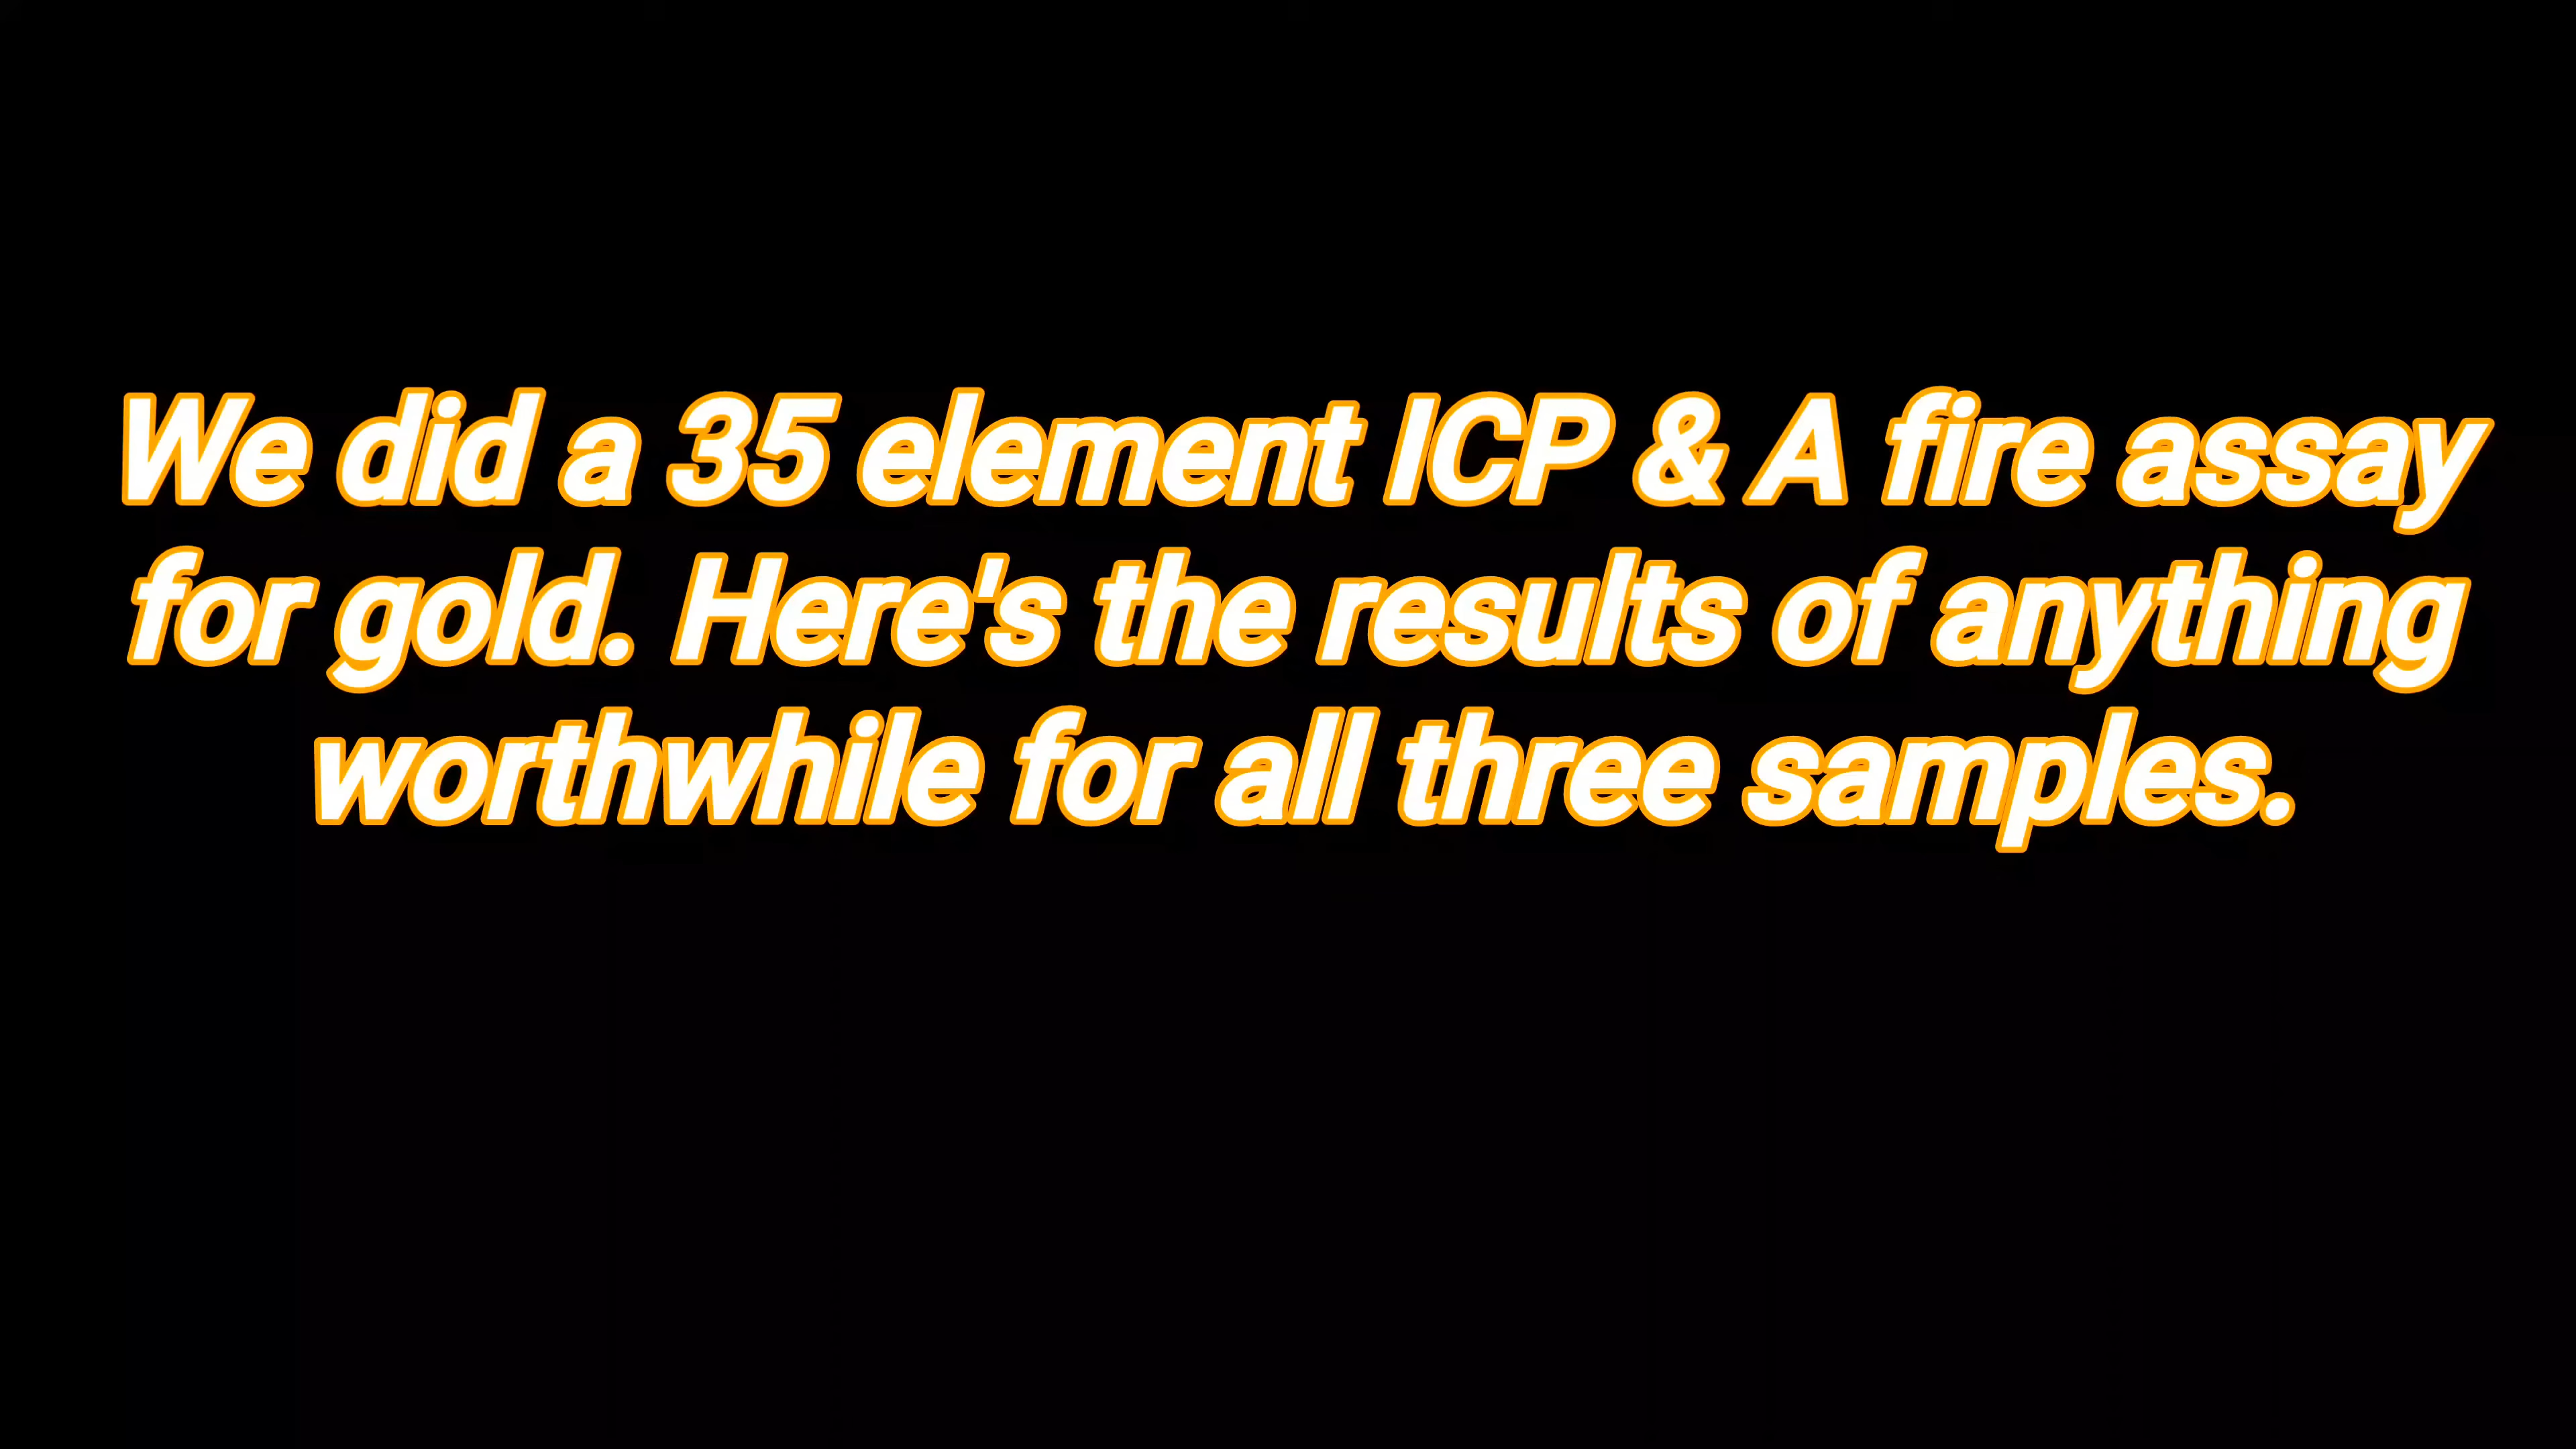 We did a 35 element ICP & A fire assay
for gold. Here's the results of anything
worthwhile for all three samples.